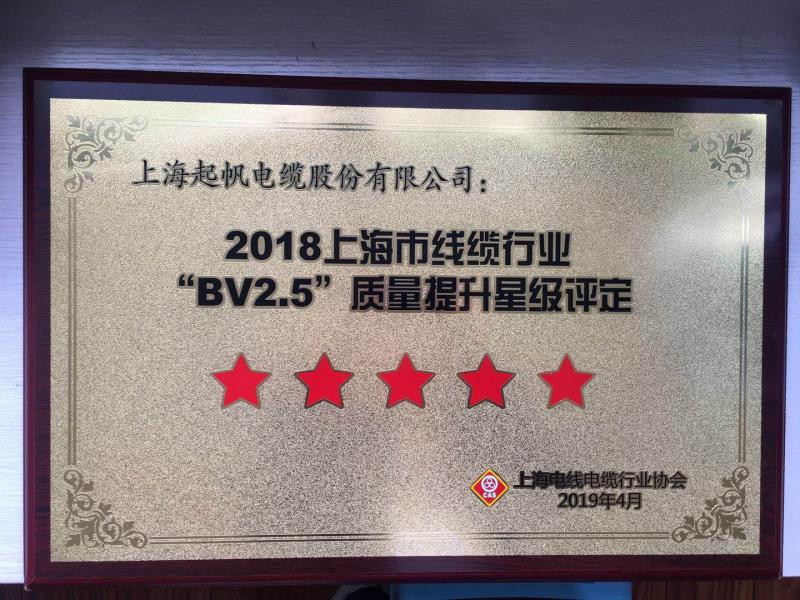 上海起帆电缆股份有限公司：
2018上海市线缆行业
“BV2.5”质量提升星级评定
CAS
上海电线电缆行业协会
2019年4月